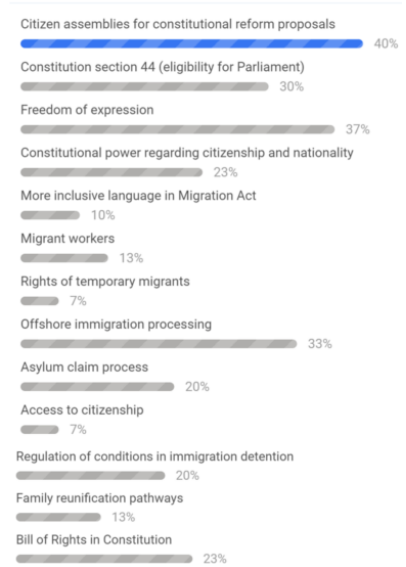 Citizen assemblies for constitutional reform proposals
40%
Constitution section 44 (eligibility for Parliament)
30%
Freedom of expression
37%
Constitutional power regarding citizenship and nationality
23%
More inclusive language in Migration Act
10%
Migrant workers
13%
Rights of temporary migrants
7%
Offshore immigration processing
33%
Asylum claim process
20%
Access to citizenship
7%
Regulation of conditions in immigration detention
20%
Family reunification pathways
13%
Bill of Rights in Constitution
23%